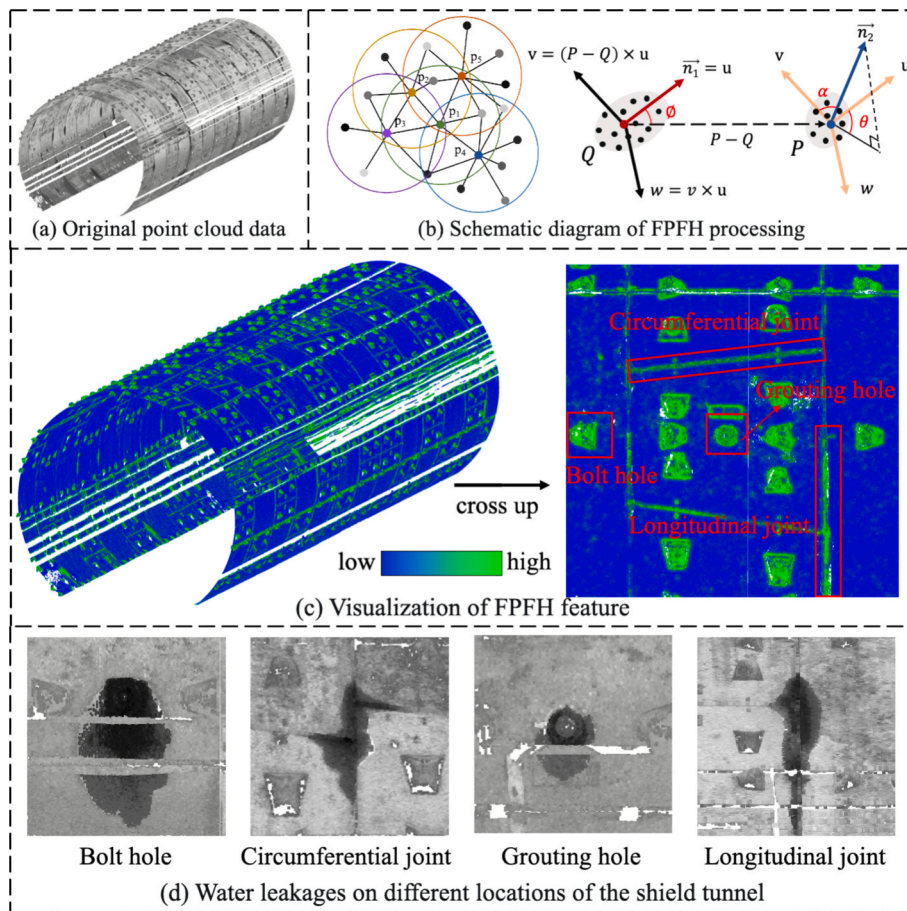 p₅
p₂
p₁
p₃
p₄
v = (P − Q) × u
n₁ = u
ø
Q
P − Q
w = v × u
n₂
v
u
α
θ
P
w
(a) Original point cloud data
(b) Schematic diagram of FPFH processing
Circumferential joint
Grouting hole
Bolt hole
Longitudinal joint
cross up
low
high
(c) Visualization of FPFH feature
Bolt hole
Circumferential joint
Grouting hole
Longitudinal joint
(d) Water leakages on different locations of the shield tunnel